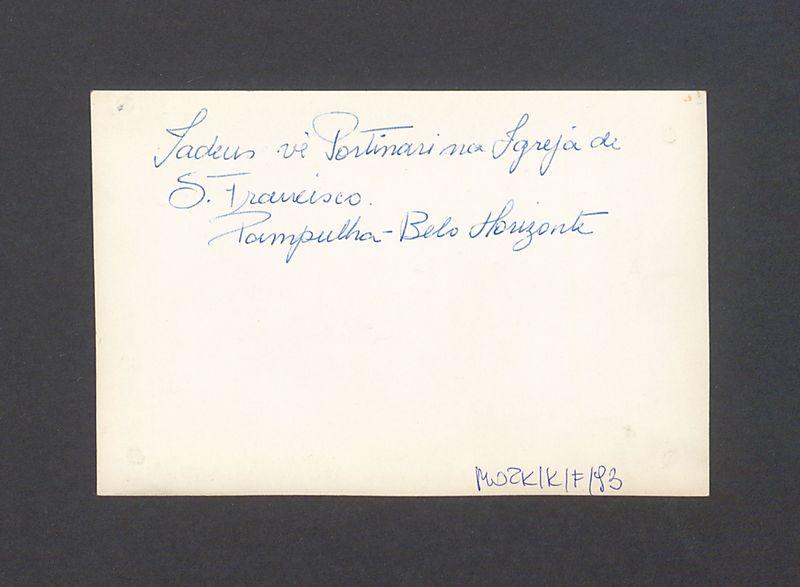 Tadeus vê Portinari na Igreja de
S. Francisco.
Pampulha - Belo Horizonte
MOZK/K/F/93